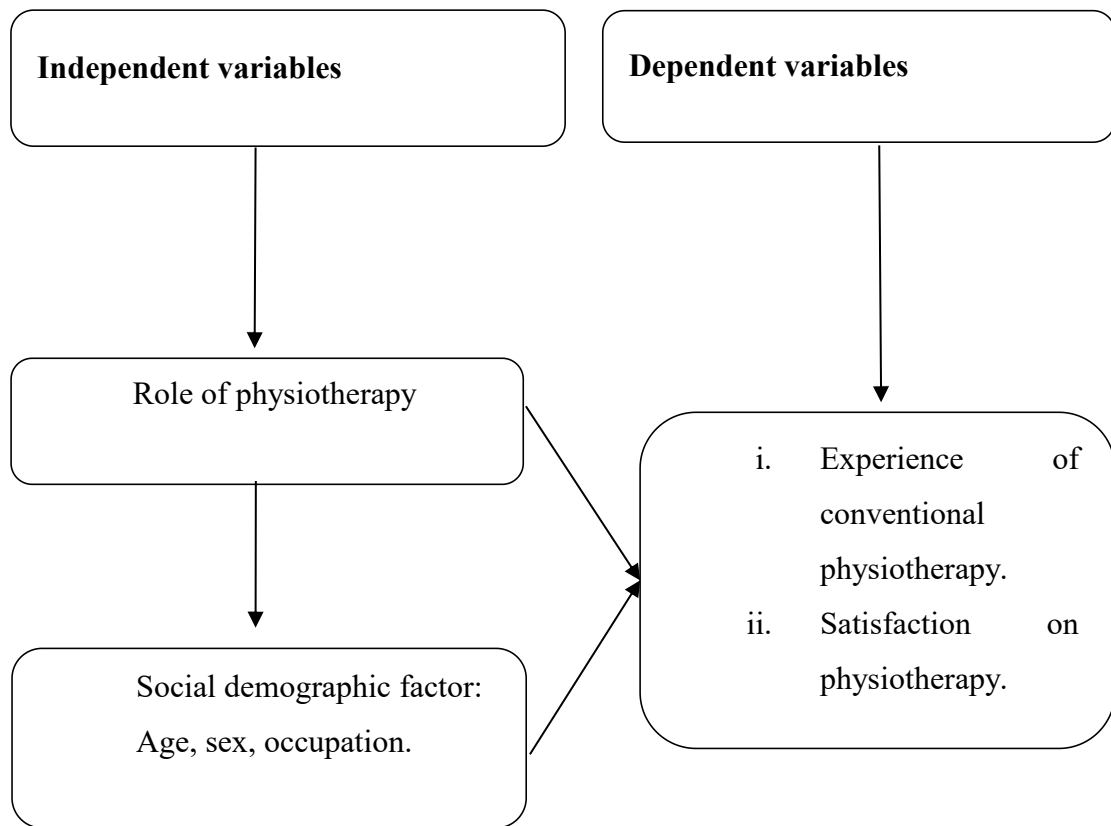 Independent variables
Dependent variables
Role of physiotherapy
i. Experience of
conventional
physiotherapy.
ii. Satisfaction on
physiotherapy.
Social demographic factor:
Age, sex, occupation.